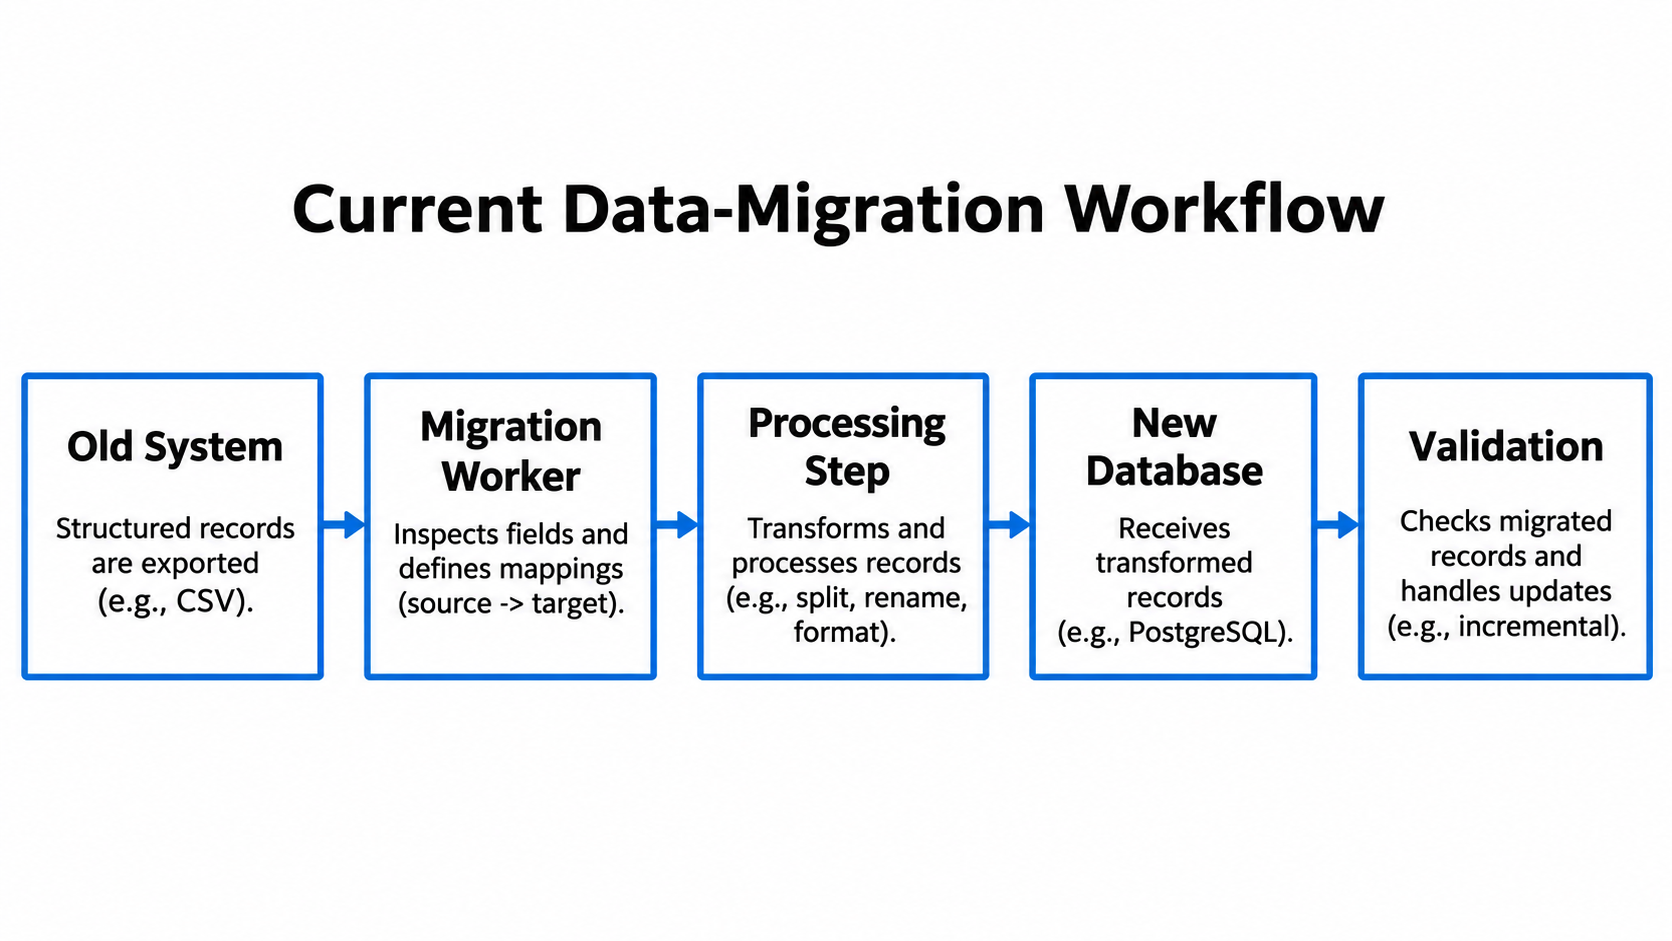 Current Data-Migration Workflow
Old System
Structured records
are exported
(e.g., CSV).
Migration
Worker
Inspects fields and
defines mappings
(source -> target).
Processing
Step
Transforms and
processes records
(e.g., split, rename,
format).
New
Database
Receives
transformed
records
(e.g., PostgreSQL).
Validation
Checks migrated
records and
handles updates
(e.g., incremental).